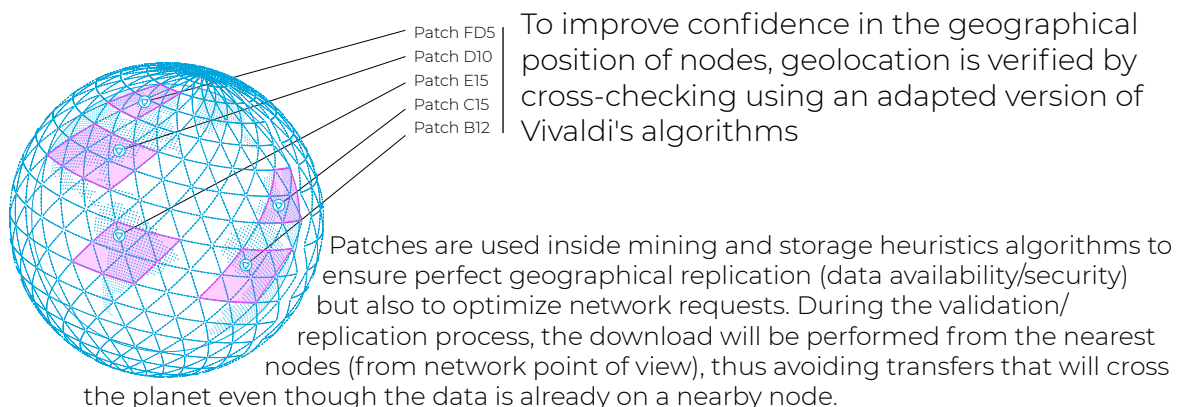 Patch FD5
Patch D10
Patch E15
Patch C15
Patch B12
To improve confidence in the geographical
position of nodes, geolocation is verified by
cross-checking using an adapted version of
Vivaldi's algorithms
Patches are used inside mining and storage heuristics algorithms to
ensure perfect geographical replication (data availability/security)
but also to optimize network requests. During the validation/
replication process, the download will be performed from the nearest
nodes (from network point of view), thus avoiding transfers that will cross
the planet even though the data is already on a nearby node.